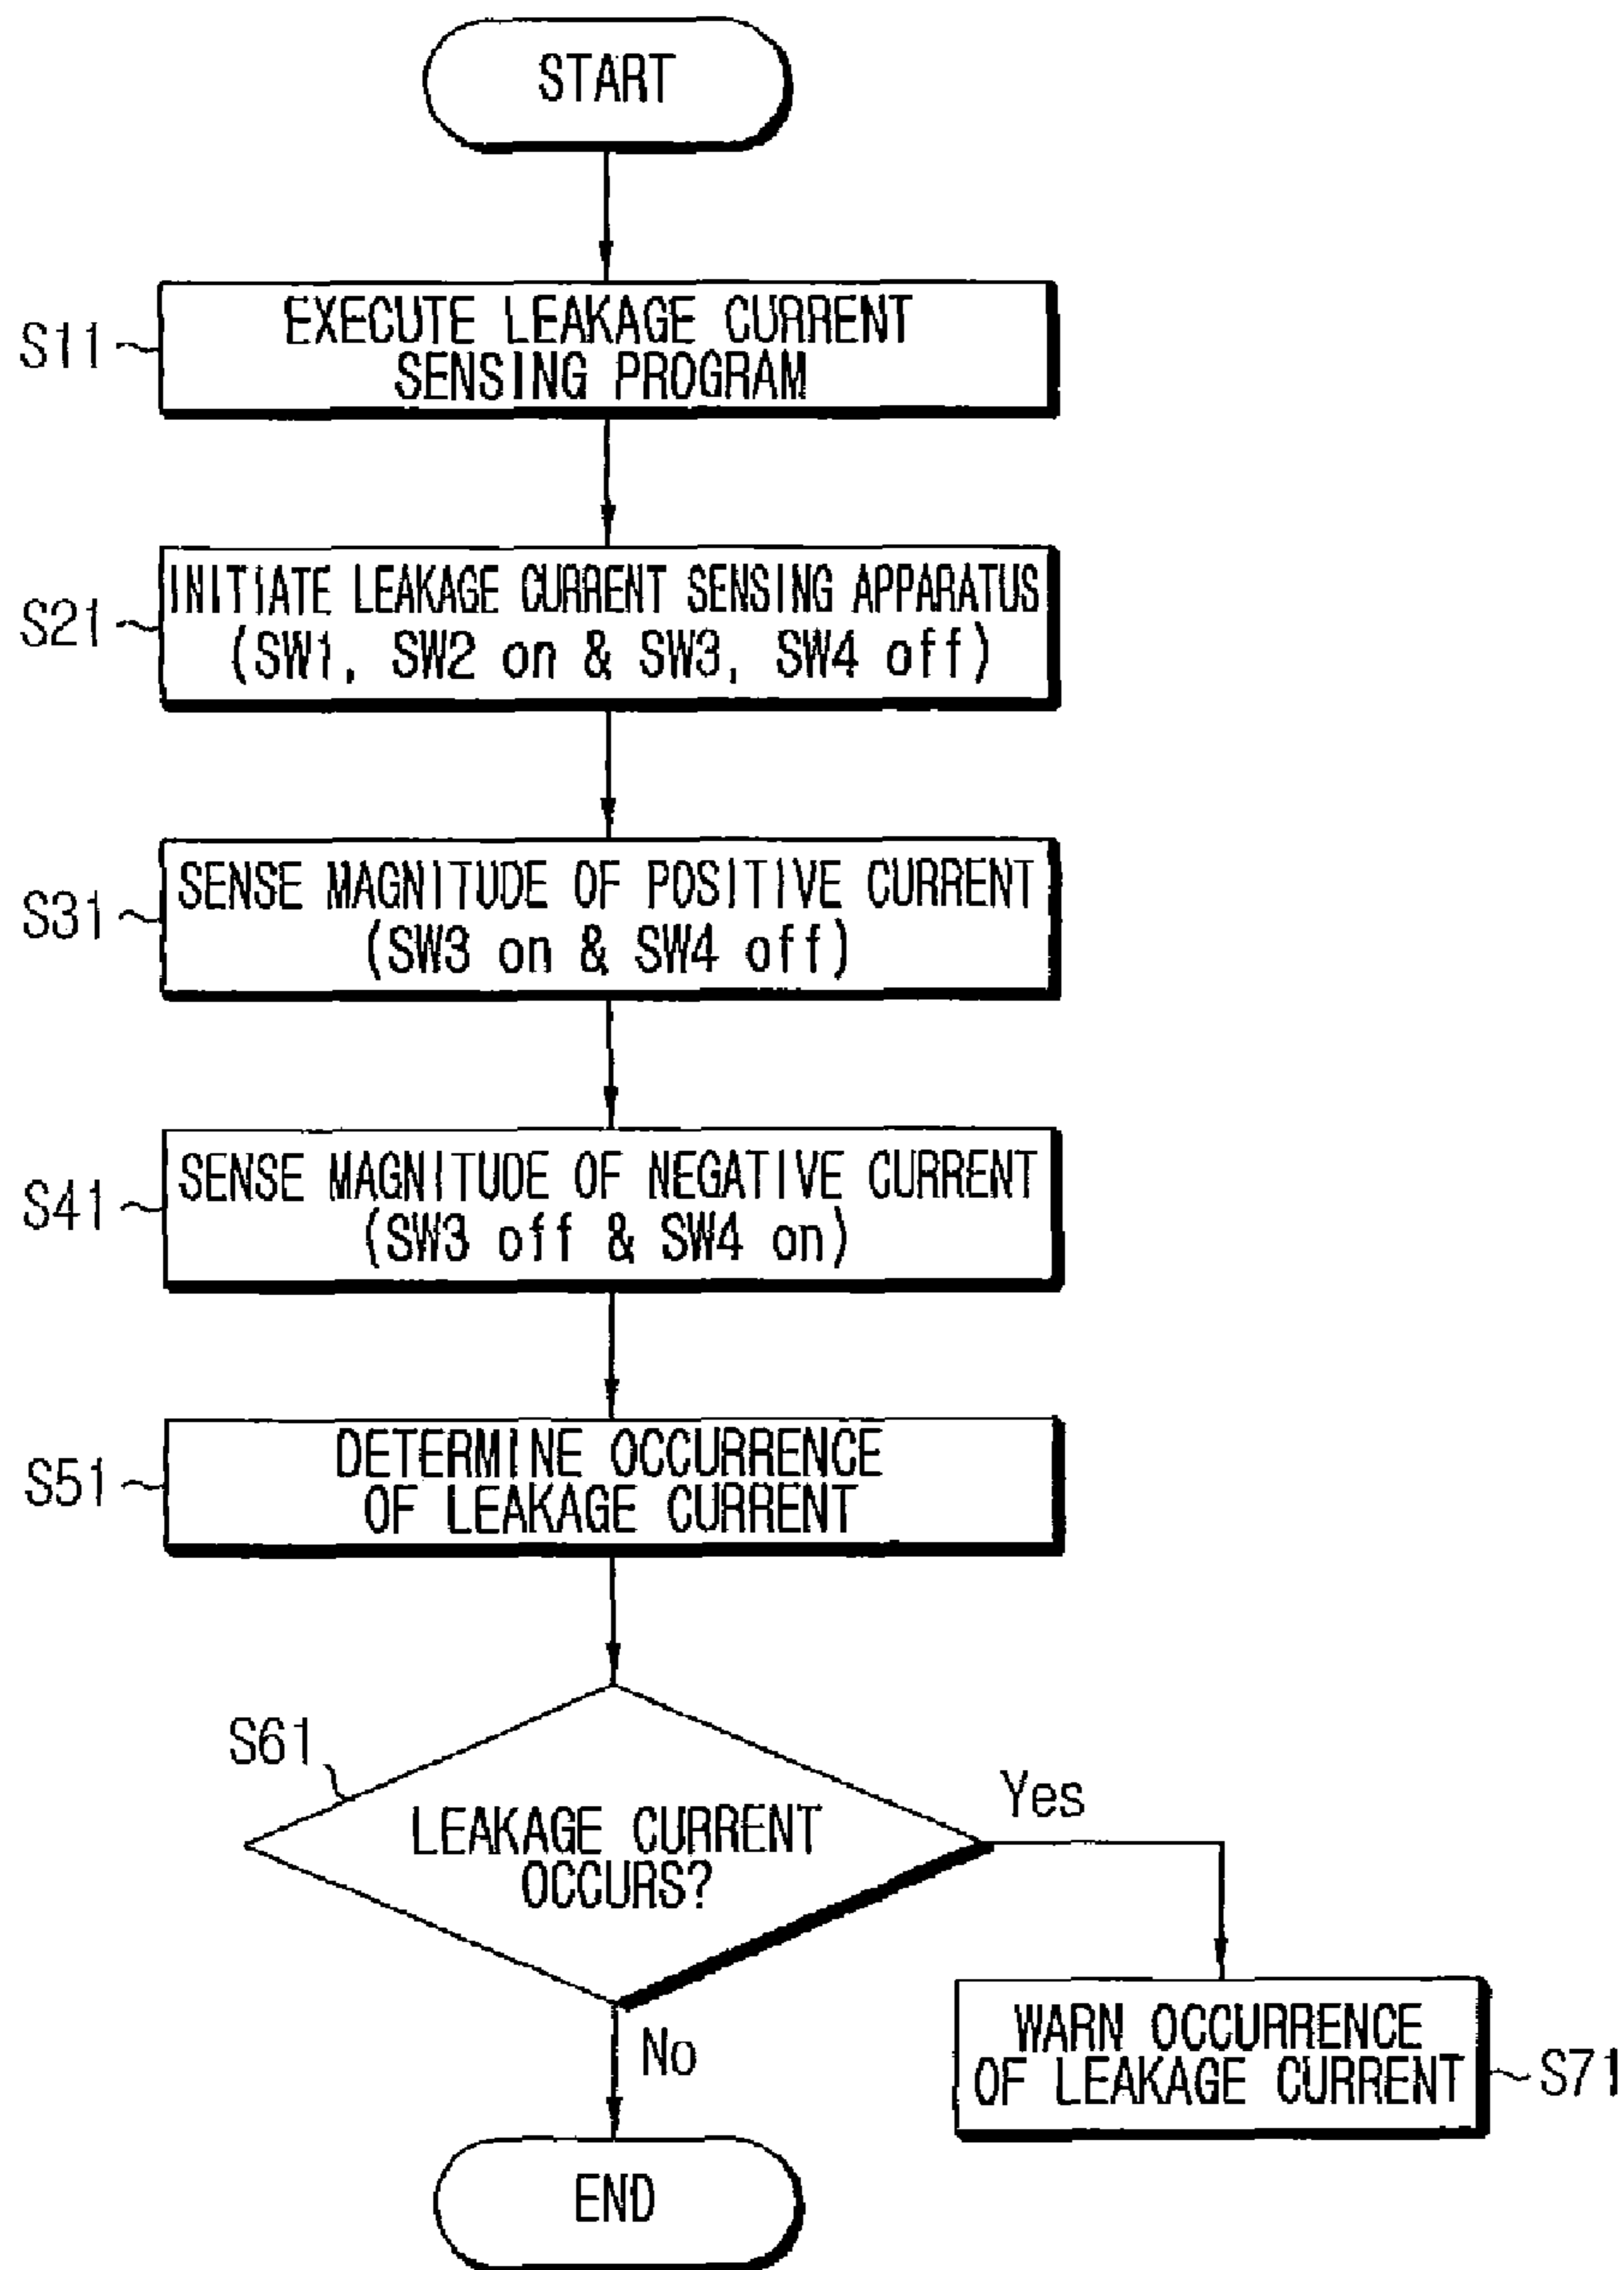 START
S11
EXECUTE LEAKAGE CURRENT
SENSING PROGRAM
S21
INITIATE LEAKAGE CURRENT SENSING APPARATUS
(SW1, SW2 on & SW3, SW4 off)
S31
SENSE MAGNITUDE OF POSITIVE CURRENT
(SW3 on & SW4 off)
S41
SENSE MAGNITUDE OF NEGATIVE CURRENT
(SW3 off & SW4 on)
S51
DETERMINE OCCURRENCE
OF LEAKAGE CURRENT
S61
LEAKAGE CURRENT
OCCURS?
Yes
No
WARN OCCURRENCE
OF LEAKAGE CURRENT
S71
END